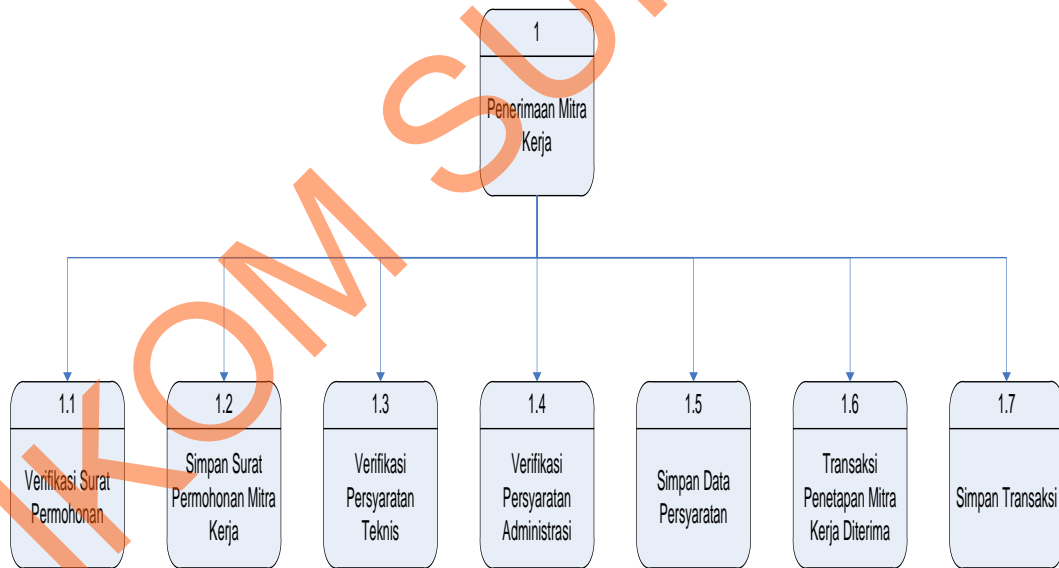 1
Penerimaan Mitra
Kerja
1.1
Verifikasi Surat
Permohonan
1.2
Simpan Surat
Permohonan Mitra
Kerja
1.3
Verifikasi
Persyaratan
Teknis
1.4
Verifikasi
Persyaratan
Administrasi
1.5
Simpan Data
Persyaratan
1.6
Transaksi
Penetapan Mitra
Kerja Diterima
1.7
Simpan Transaksi
IKOM SU